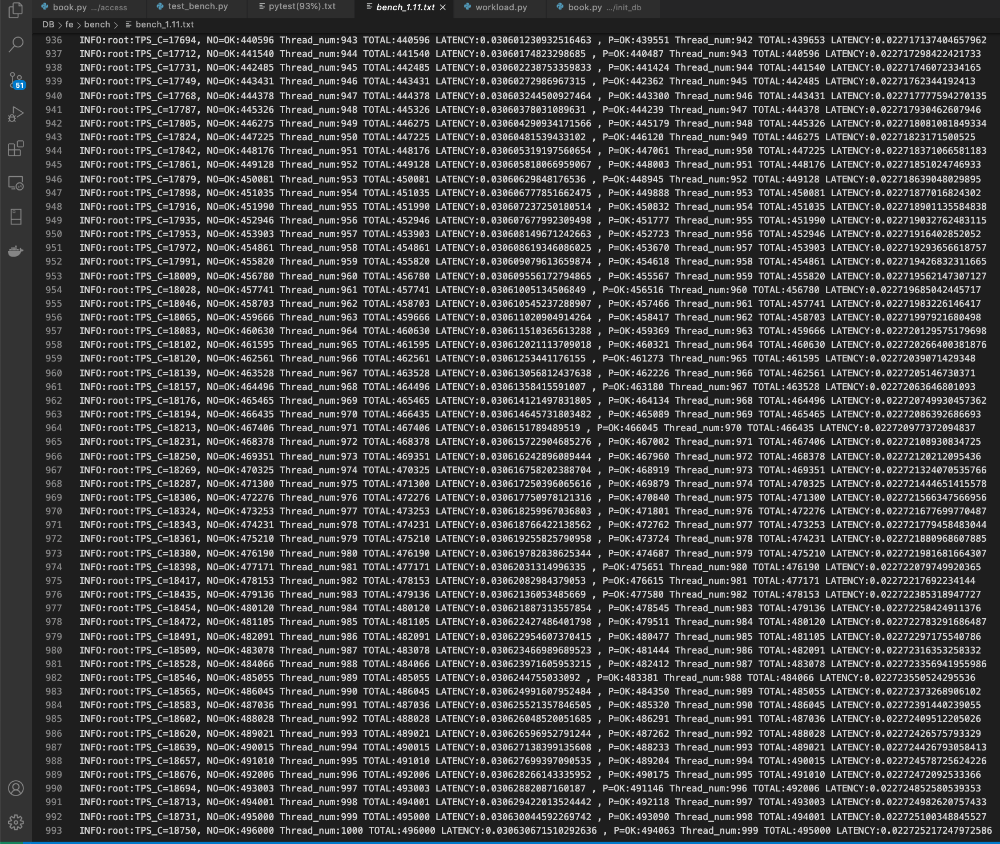 book.py .../access test_bench.py pytest(93%).txt bench_1.11.txt workload.py book.py .../init_db
DB > fe > bench > bench_1.11.txt
51
936 INFO:root:TPS_C=17694, NO=OK:440596 Thread_num:943 TOTAL:440596 LATENCY:0.030601230932516463 , P=OK:439551 Thread_num:942 TOTAL:439653 LATENCY:0.022717137404657962
937 INFO:root:TPS_C=17712, NO=OK:441540 Thread_num:944 TOTAL:441540 LATENCY:0.03060174823298685 , P=OK:440487 Thread_num:943 TOTAL:440596 LATENCY:0.022717298422421733
938 INFO:root:TPS_C=17731, NO=OK:442485 Thread_num:945 TOTAL:442485 LATENCY:0.030602238753359833 , P=OK:441424 Thread_num:944 TOTAL:441540 LATENCY:0.02271746072334165
939 INFO:root:TPS_C=17749, NO=OK:443431 Thread_num:946 TOTAL:443431 LATENCY:0.03060272986967315 , P=OK:442362 Thread_num:945 TOTAL:442485 LATENCY:0.02271762344192413
940 INFO:root:TPS_C=17768, NO=OK:444378 Thread_num:947 TOTAL:444378 LATENCY:0.030603244500927464 , P=OK:443300 Thread_num:946 TOTAL:443431 LATENCY:0.022717777594270135
941 INFO:root:TPS_C=17787, NO=OK:445326 Thread_num:948 TOTAL:445326 LATENCY:0.03060378031089631 , P=OK:444239 Thread_num:947 TOTAL:444378 LATENCY:0.022717930462607946
942 INFO:root:TPS_C=17805, NO=OK:446275 Thread_num:949 TOTAL:446275 LATENCY:0.030604290934171566 , P=OK:445179 Thread_num:948 TOTAL:445326 LATENCY:0.022718081081849334
943 INFO:root:TPS_C=17824, NO=OK:447225 Thread_num:950 TOTAL:447225 LATENCY:0.03060481539433102 , P=OK:446120 Thread_num:949 TOTAL:446275 LATENCY:0.02271823171500525
944 INFO:root:TPS_C=17842, NO=OK:448176 Thread_num:951 TOTAL:448176 LATENCY:0.030605319197560654 , P=OK:447061 Thread_num:950 TOTAL:447225 LATENCY:0.022718371066581183
945 INFO:root:TPS_C=17861, NO=OK:449128 Thread_num:952 TOTAL:449128 LATENCY:0.030605818066959067 , P=OK:448003 Thread_num:951 TOTAL:448176 LATENCY:0.02271851024746933
946 INFO:root:TPS_C=17879, NO=OK:450081 Thread_num:953 TOTAL:450081 LATENCY:0.03060629848176536 , P=OK:448945 Thread_num:952 TOTAL:449128 LATENCY:0.022718639048029895
947 INFO:root:TPS_C=17898, NO=OK:451035 Thread_num:954 TOTAL:451035 LATENCY:0.030606777851662475 , P=OK:449888 Thread_num:953 TOTAL:450081 LATENCY:0.02271877016824302
948 INFO:root:TPS_C=17916, NO=OK:451990 Thread_num:955 TOTAL:451990 LATENCY:0.030607237250180514 , P=OK:450832 Thread_num:954 TOTAL:451035 LATENCY:0.022718901135584838
949 INFO:root:TPS_C=17935, NO=OK:452946 Thread_num:956 TOTAL:452946 LATENCY:0.030607677992309498 , P=OK:451777 Thread_num:955 TOTAL:451990 LATENCY:0.022719032762483115
950 INFO:root:TPS_C=17953, NO=OK:453903 Thread_num:957 TOTAL:453903 LATENCY:0.030608149671242663 , P=OK:452723 Thread_num:956 TOTAL:452946 LATENCY:0.02271916402852052
951 INFO:root:TPS_C=17972, NO=OK:454861 Thread_num:958 TOTAL:454861 LATENCY:0.030608619346086025 , P=OK:453670 Thread_num:957 TOTAL:453903 LATENCY:0.022719293656618757
952 INFO:root:TPS_C=17991, NO=OK:455820 Thread_num:959 TOTAL:455820 LATENCY:0.030609079613659874 , P=OK:454618 Thread_num:958 TOTAL:454861 LATENCY:0.022719426832311665
953 INFO:root:TPS_C=18009, NO=OK:456780 Thread_num:960 TOTAL:456780 LATENCY:0.030609556172794865 , P=OK:455567 Thread_num:959 TOTAL:455820 LATENCY:0.022719562147307127
954 INFO:root:TPS_C=18028, NO=OK:457741 Thread_num:961 TOTAL:457741 LATENCY:0.03061005134506849 , P=OK:456516 Thread_num:960 TOTAL:456780 LATENCY:0.022719685042445717
955 INFO:root:TPS_C=18046, NO=OK:458703 Thread_num:962 TOTAL:458703 LATENCY:0.030610545237288907 , P=OK:457466 Thread_num:961 TOTAL:457741 LATENCY:0.02271983226146417
956 INFO:root:TPS_C=18065, NO=OK:459666 Thread_num:963 TOTAL:459666 LATENCY:0.030611020904914264 , P=OK:458417 Thread_num:962 TOTAL:458703 LATENCY:0.02271997921680498
957 INFO:root:TPS_C=18083, NO=OK:460630 Thread_num:964 TOTAL:460630 LATENCY:0.030611510365613288 , P=OK:459369 Thread_num:963 TOTAL:459666 LATENCY:0.022720129575179698
958 INFO:root:TPS_C=18102, NO=OK:461595 Thread_num:965 TOTAL:461595 LATENCY:0.030612021113709018 , P=OK:460321 Thread_num:964 TOTAL:460630 LATENCY:0.022720266400381876
959 INFO:root:TPS_C=18120, NO=OK:462561 Thread_num:966 TOTAL:462561 LATENCY:0.03061253441176155 , P=OK:461273 Thread_num:965 TOTAL:461595 LATENCY:0.02272039071429348
960 INFO:root:TPS_C=18139, NO=OK:463528 Thread_num:967 TOTAL:463528 LATENCY:0.030613056812437638 , P=OK:462226 Thread_num:966 TOTAL:462561 LATENCY:0.0227205146730371
961 INFO:root:TPS_C=18157, NO=OK:464496 Thread_num:968 TOTAL:464496 LATENCY:0.03061358415591007 , P=OK:463180 Thread_num:967 TOTAL:463528 LATENCY:0.02272063646801093
962 INFO:root:TPS_C=18176, NO=OK:465465 Thread_num:969 TOTAL:465465 LATENCY:0.030614121497831805 , P=OK:464134 Thread_num:968 TOTAL:464496 LATENCY:0.022720749930457362
963 INFO:root:TPS_C=18194, NO=OK:466435 Thread_num:970 TOTAL:466435 LATENCY:0.030614645731803482 , P=OK:465089 Thread_num:969 TOTAL:465465 LATENCY:0.02272086392686693
964 INFO:root:TPS_C=18213, NO=OK:467406 Thread_num:971 TOTAL:467406 LATENCY:0.0306151789489519 , P=OK:466045 Thread_num:970 TOTAL:466435 LATENCY:0.022720977372094837
965 INFO:root:TPS_C=18231, NO=OK:468378 Thread_num:972 TOTAL:468378 LATENCY:0.030615722904685276 , P=OK:467002 Thread_num:971 TOTAL:467406 LATENCY:0.02272108930834725
966 INFO:root:TPS_C=18250, NO=OK:469351 Thread_num:973 TOTAL:469351 LATENCY:0.030616242896089444 , P=OK:467960 Thread_num:972 TOTAL:468378 LATENCY:0.02272120212095436
967 INFO:root:TPS_C=18269, NO=OK:470325 Thread_num:974 TOTAL:470325 LATENCY:0.030616758202388704 , P=OK:468919 Thread_num:973 TOTAL:469351 LATENCY:0.022721324070535766
968 INFO:root:TPS_C=18287, NO=OK:471300 Thread_num:975 TOTAL:471300 LATENCY:0.030617250396065616 , P=OK:469879 Thread_num:974 TOTAL:470325 LATENCY:0.022721444651415578
969 INFO:root:TPS_C=18306, NO=OK:472276 Thread_num:976 TOTAL:472276 LATENCY:0.030617750978121316 , P=OK:470840 Thread_num:975 TOTAL:471300 LATENCY:0.022721566347566956
970 INFO:root:TPS_C=18324, NO=OK:473253 Thread_num:977 TOTAL:473253 LATENCY:0.030618259967036803 , P=OK:471801 Thread_num:976 TOTAL:472276 LATENCY:0.022721677699770487
971 INFO:root:TPS_C=18343, NO=OK:474231 Thread_num:978 TOTAL:474231 LATENCY:0.030618766422138562 , P=OK:472762 Thread_num:977 TOTAL:473253 LATENCY:0.022721779458483044
972 INFO:root:TPS_C=18361, NO=OK:475210 Thread_num:979 TOTAL:475210 LATENCY:0.030619255825790958 , P=OK:473724 Thread_num:978 TOTAL:474231 LATENCY:0.022721880968607885
973 INFO:root:TPS_C=18380, NO=OK:476190 Thread_num:980 TOTAL:476190 LATENCY:0.030619782838625344 , P=OK:474687 Thread_num:979 TOTAL:475210 LATENCY:0.022721981681664307
974 INFO:root:TPS_C=18398, NO=OK:477171 Thread_num:981 TOTAL:477171 LATENCY:0.03062031314996335 , P=OK:475651 Thread_num:980 TOTAL:476190 LATENCY:0.022722079749920365
975 INFO:root:TPS_C=18417, NO=OK:478153 Thread_num:982 TOTAL:478153 LATENCY:0.03062082984379053 , P=OK:476615 Thread_num:981 TOTAL:477171 LATENCY:0.02272217692234144
976 INFO:root:TPS_C=18435, NO=OK:479136 Thread_num:983 TOTAL:479136 LATENCY:0.03062136053485669 , P=OK:477580 Thread_num:982 TOTAL:478153 LATENCY:0.022722385318947727
977 INFO:root:TPS_C=18454, NO=OK:480120 Thread_num:984 TOTAL:480120 LATENCY:0.030621887313557854 , P=OK:478545 Thread_num:983 TOTAL:479136 LATENCY:0.02272258424911376
978 INFO:root:TPS_C=18472, NO=OK:481105 Thread_num:985 TOTAL:481105 LATENCY:0.030622427486401798 , P=OK:479511 Thread_num:984 TOTAL:480120 LATENCY:0.022722783291686487
979 INFO:root:TPS_C=18491, NO=OK:482091 Thread_num:986 TOTAL:482091 LATENCY:0.030622954607370415 , P=OK:480477 Thread_num:985 TOTAL:481105 LATENCY:0.02272297175540786
980 INFO:root:TPS_C=18509, NO=OK:483078 Thread_num:987 TOTAL:483078 LATENCY:0.030623466989689523 , P=OK:481444 Thread_num:986 TOTAL:482091 LATENCY:0.02272316353258332
981 INFO:root:TPS_C=18528, NO=OK:484066 Thread_num:988 TOTAL:484066 LATENCY:0.030623971605953215 , P=OK:482412 Thread_num:987 TOTAL:483078 LATENCY:0.022723356941955986
982 INFO:root:TPS_C=18546, NO=OK:485055 Thread_num:989 TOTAL:485055 LATENCY:0.0306244755033092 , P=OK:483381 Thread_num:988 TOTAL:484066 LATENCY:0.022723550524295536
983 INFO:root:TPS_C=18565, NO=OK:486045 Thread_num:990 TOTAL:486045 LATENCY:0.030624991607952484 , P=OK:484350 Thread_num:989 TOTAL:485055 LATENCY:0.02272373268906102
984 INFO:root:TPS_C=18583, NO=OK:487036 Thread_num:991 TOTAL:487036 LATENCY:0.030625521357846505 , P=OK:485320 Thread_num:990 TOTAL:486045 LATENCY:0.02272391440239055
985 INFO:root:TPS_C=18602, NO=OK:488028 Thread_num:992 TOTAL:488028 LATENCY:0.030626048520051685 , P=OK:486291 Thread_num:991 TOTAL:487036 LATENCY:0.02272409512205026
986 INFO:root:TPS_C=18620, NO=OK:489021 Thread_num:993 TOTAL:489021 LATENCY:0.030626596952791244 , P=OK:487262 Thread_num:992 TOTAL:488028 LATENCY:0.02272426575793329
987 INFO:root:TPS_C=18639, NO=OK:490015 Thread_num:994 TOTAL:490015 LATENCY:0.030627138399135608 , P=OK:488233 Thread_num:993 TOTAL:489021 LATENCY:0.022724426793058413
988 INFO:root:TPS_C=18657, NO=OK:491010 Thread_num:995 TOTAL:491010 LATENCY:0.030627699397090535 , P=OK:489204 Thread_num:994 TOTAL:490015 LATENCY:0.022724578725624226
989 INFO:root:TPS_C=18676, NO=OK:492006 Thread_num:996 TOTAL:492006 LATENCY:0.030628266143335952 , P=OK:490175 Thread_num:995 TOTAL:491010 LATENCY:0.02272472092533366
990 INFO:root:TPS_C=18694, NO=OK:493003 Thread_num:997 TOTAL:493003 LATENCY:0.03062882087160187 , P=OK:491146 Thread_num:996 TOTAL:492006 LATENCY:0.022724852580539353
991 INFO:root:TPS_C=18713, NO=OK:494001 Thread_num:998 TOTAL:494001 LATENCY:0.030629422013524442 , P=OK:492118 Thread_num:997 TOTAL:493003 LATENCY:0.022724982620757433
992 INFO:root:TPS_C=18731, NO=OK:495000 Thread_num:999 TOTAL:495000 LATENCY:0.030630044592269742 , P=OK:493090 Thread_num:998 TOTAL:494001 LATENCY:0.022725100348845527
993 INFO:root:TPS_C=18750, NO=OK:496000 Thread_num:1000 TOTAL:496000 LATENCY:0.030630671510292636 , P=OK:494063 Thread_num:999 TOTAL:495000 LATENCY:0.022725217247972586